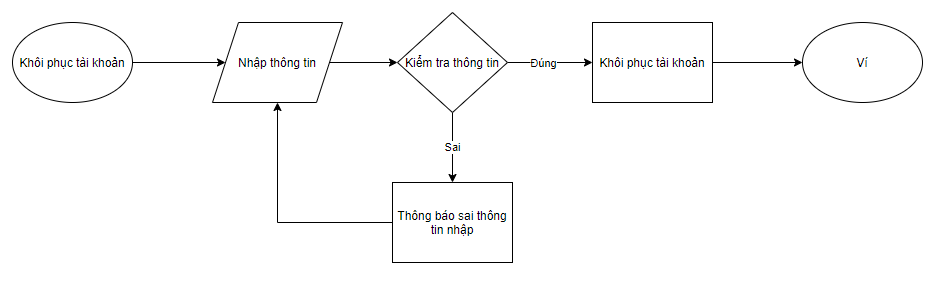 Khôi phục tài khoản
Nhập thông tin
Kiểm tra thông tin
Đúng
Khôi phục tài khoản
Ví
Sai
Thông báo sai thông
tin nhập